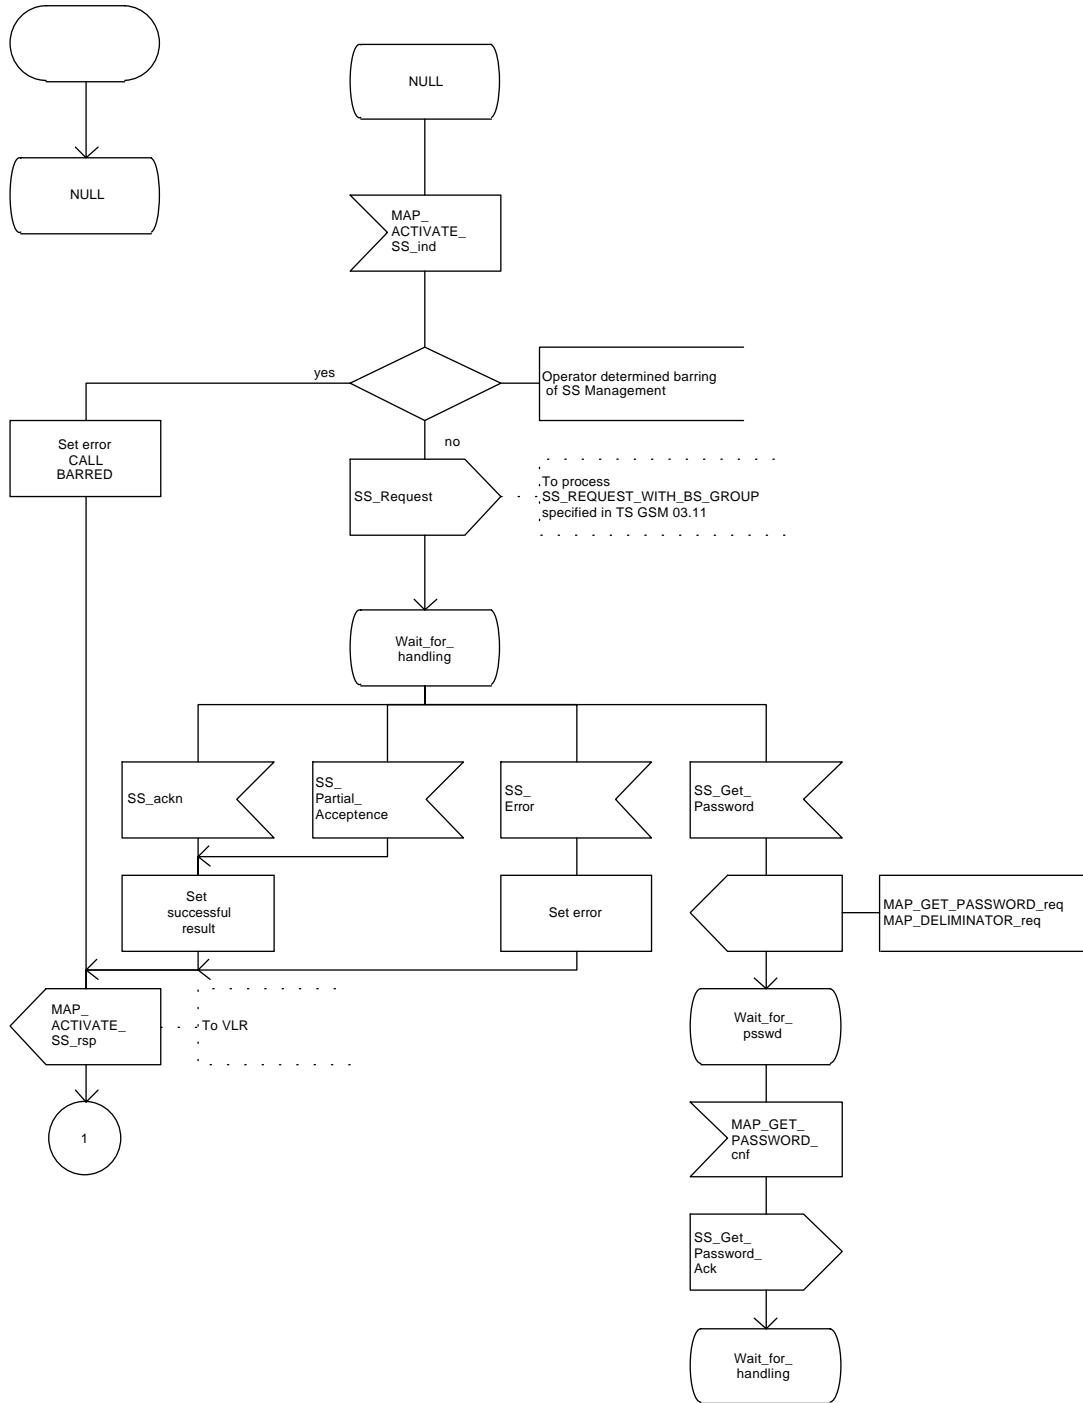 NULL
NULL
MAP_
ACTIVATE_
SS_ind
yes
Operator determined barring
of SS Management
Set error
CALL
BARRED
no
SS_Request
To process
SS_REQUEST_WITH_BS_GROUP
specified in TS GSM 03.11
Wait_for_
handling
SS_ackn
SS_
Partial_
Acceptence
SS_
Error
SS_Get_
Password
Set
successful
result
Set error
MAP_GET_PASSWORD_req
MAP_DELIMINATOR_req
MAP_
ACTIVATE_
SS_rsp
To VLR
Wait_for_
psswd
1
MAP_GET_
PASSWORD_
cnf
SS_Get_
Password_
Ack
Wait_for_
handling